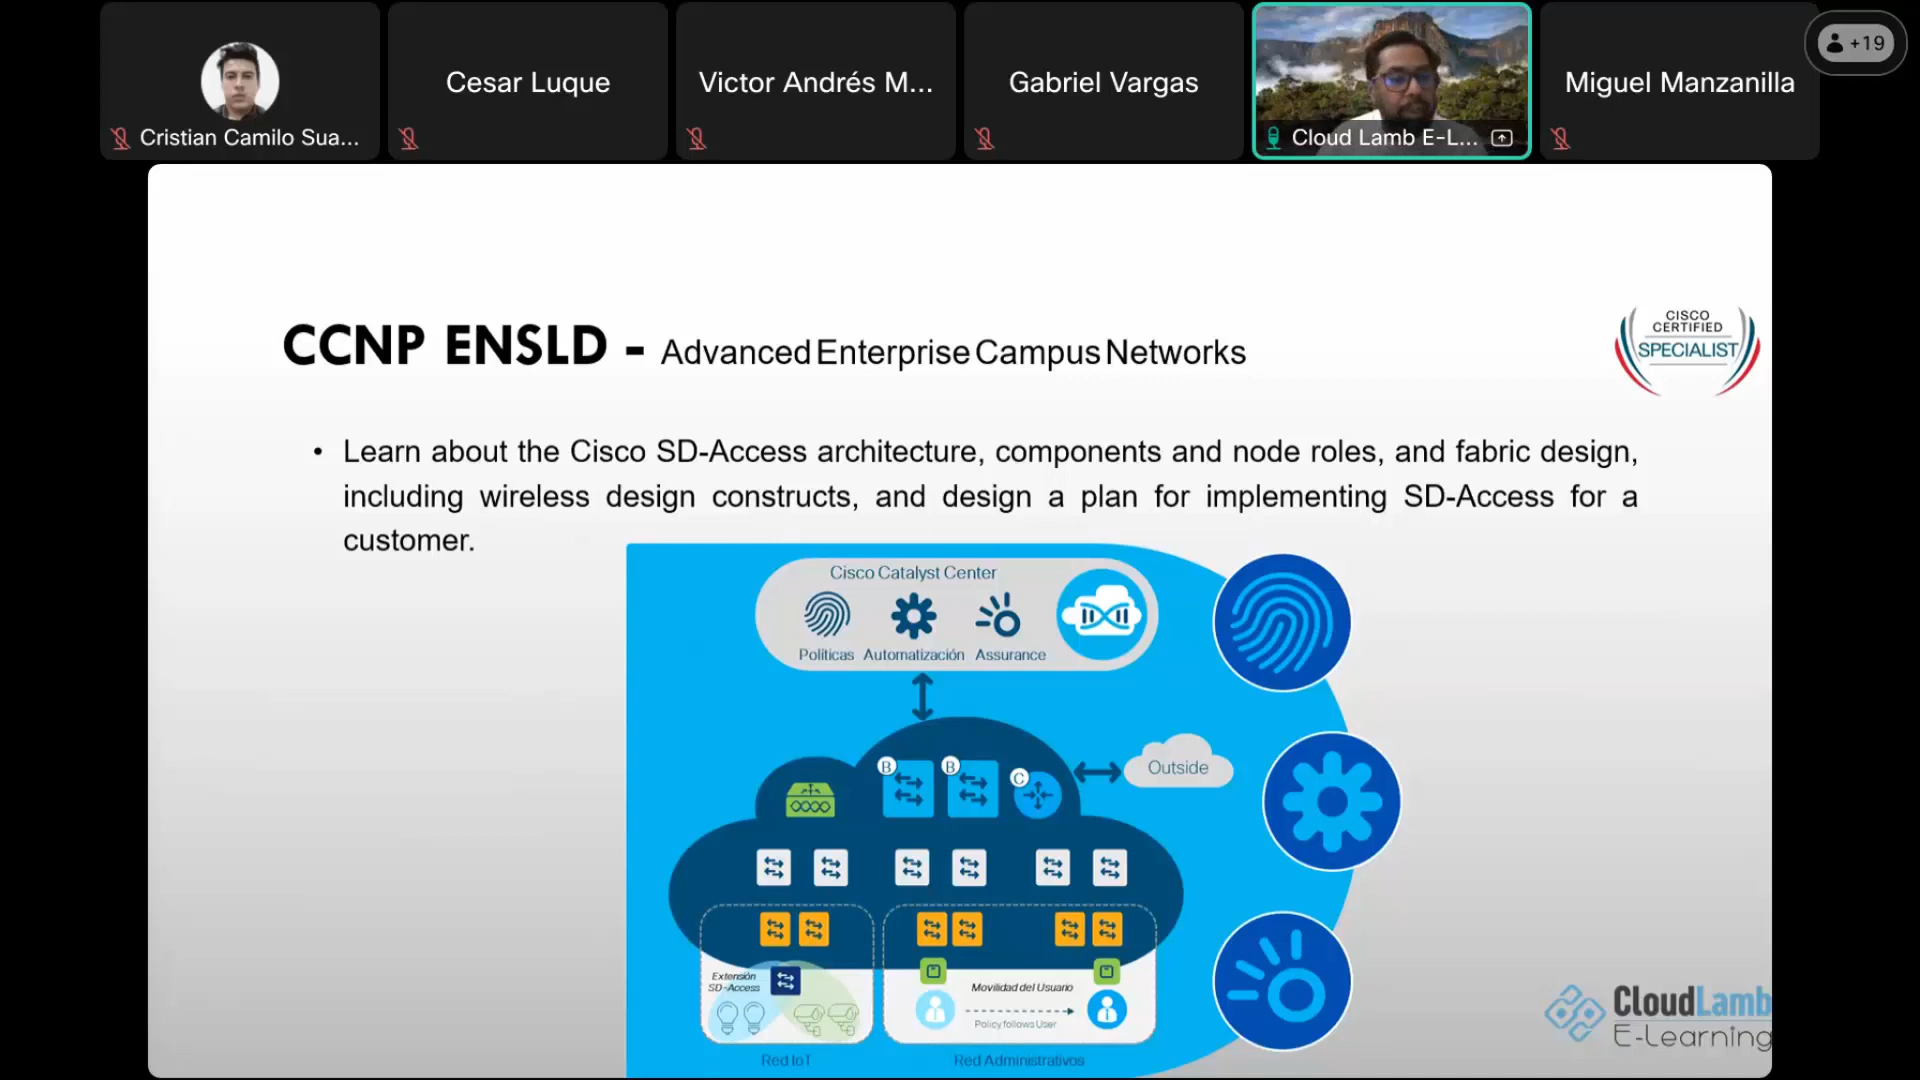 Cristian Camilo Sua...
Cesar Luque
Victor Andrés M...
Gabriel Vargas
Cloud Lamb E-L...
Miguel Manzanilla
+19
CCNP ENSLD - Advanced Enterprise Campus Networks
CISCO
CERTIFIED
SPECIALIST
• Learn about the Cisco SD-Access architecture, components and node roles, and fabric design,
including wireless design constructs, and design a plan for implementing SD-Access for a
customer.
Cisco Catalyst Center
Políticas Automatización Assurance
B B C
Outside
Extensión
SD-Access
Movilidad del Usuario
Policy follows User
Red IoT
Red Administrativos
CloudLamb
E-Learning